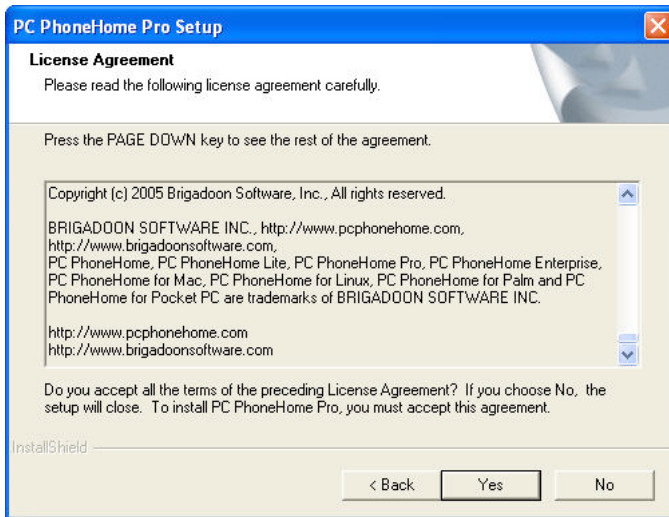 PC PhoneHome Pro Setup
License Agreement
Please read the following license agreement carefully.
Press the PAGE DOWN key to see the rest of the agreement.
Copyright (c) 2005 Brigadoon Software, Inc., All rights reserved.
BRIGADOON SOFTWARE INC., http://www.pcphonehome.com,
http://www.brigadoonsoftware.com,
PC PhoneHome, PC PhoneHome Lite, PC PhoneHome Pro, PC PhoneHome Enterprise,
PC PhoneHome for Mac, PC PhoneHome for Linux, PC PhoneHome for Palm and PC
PhoneHome for Pocket PC are trademarks of BRIGADOON SOFTWARE INC.
http://www.pcphonehome.com
http://www.brigadoonsoftware.com
Do you accept all the terms of the preceding License Agreement?  If you choose No,  the
setup will close.  To install PC PhoneHome Pro, you must accept this agreement.
InstallShield
< Back Yes No